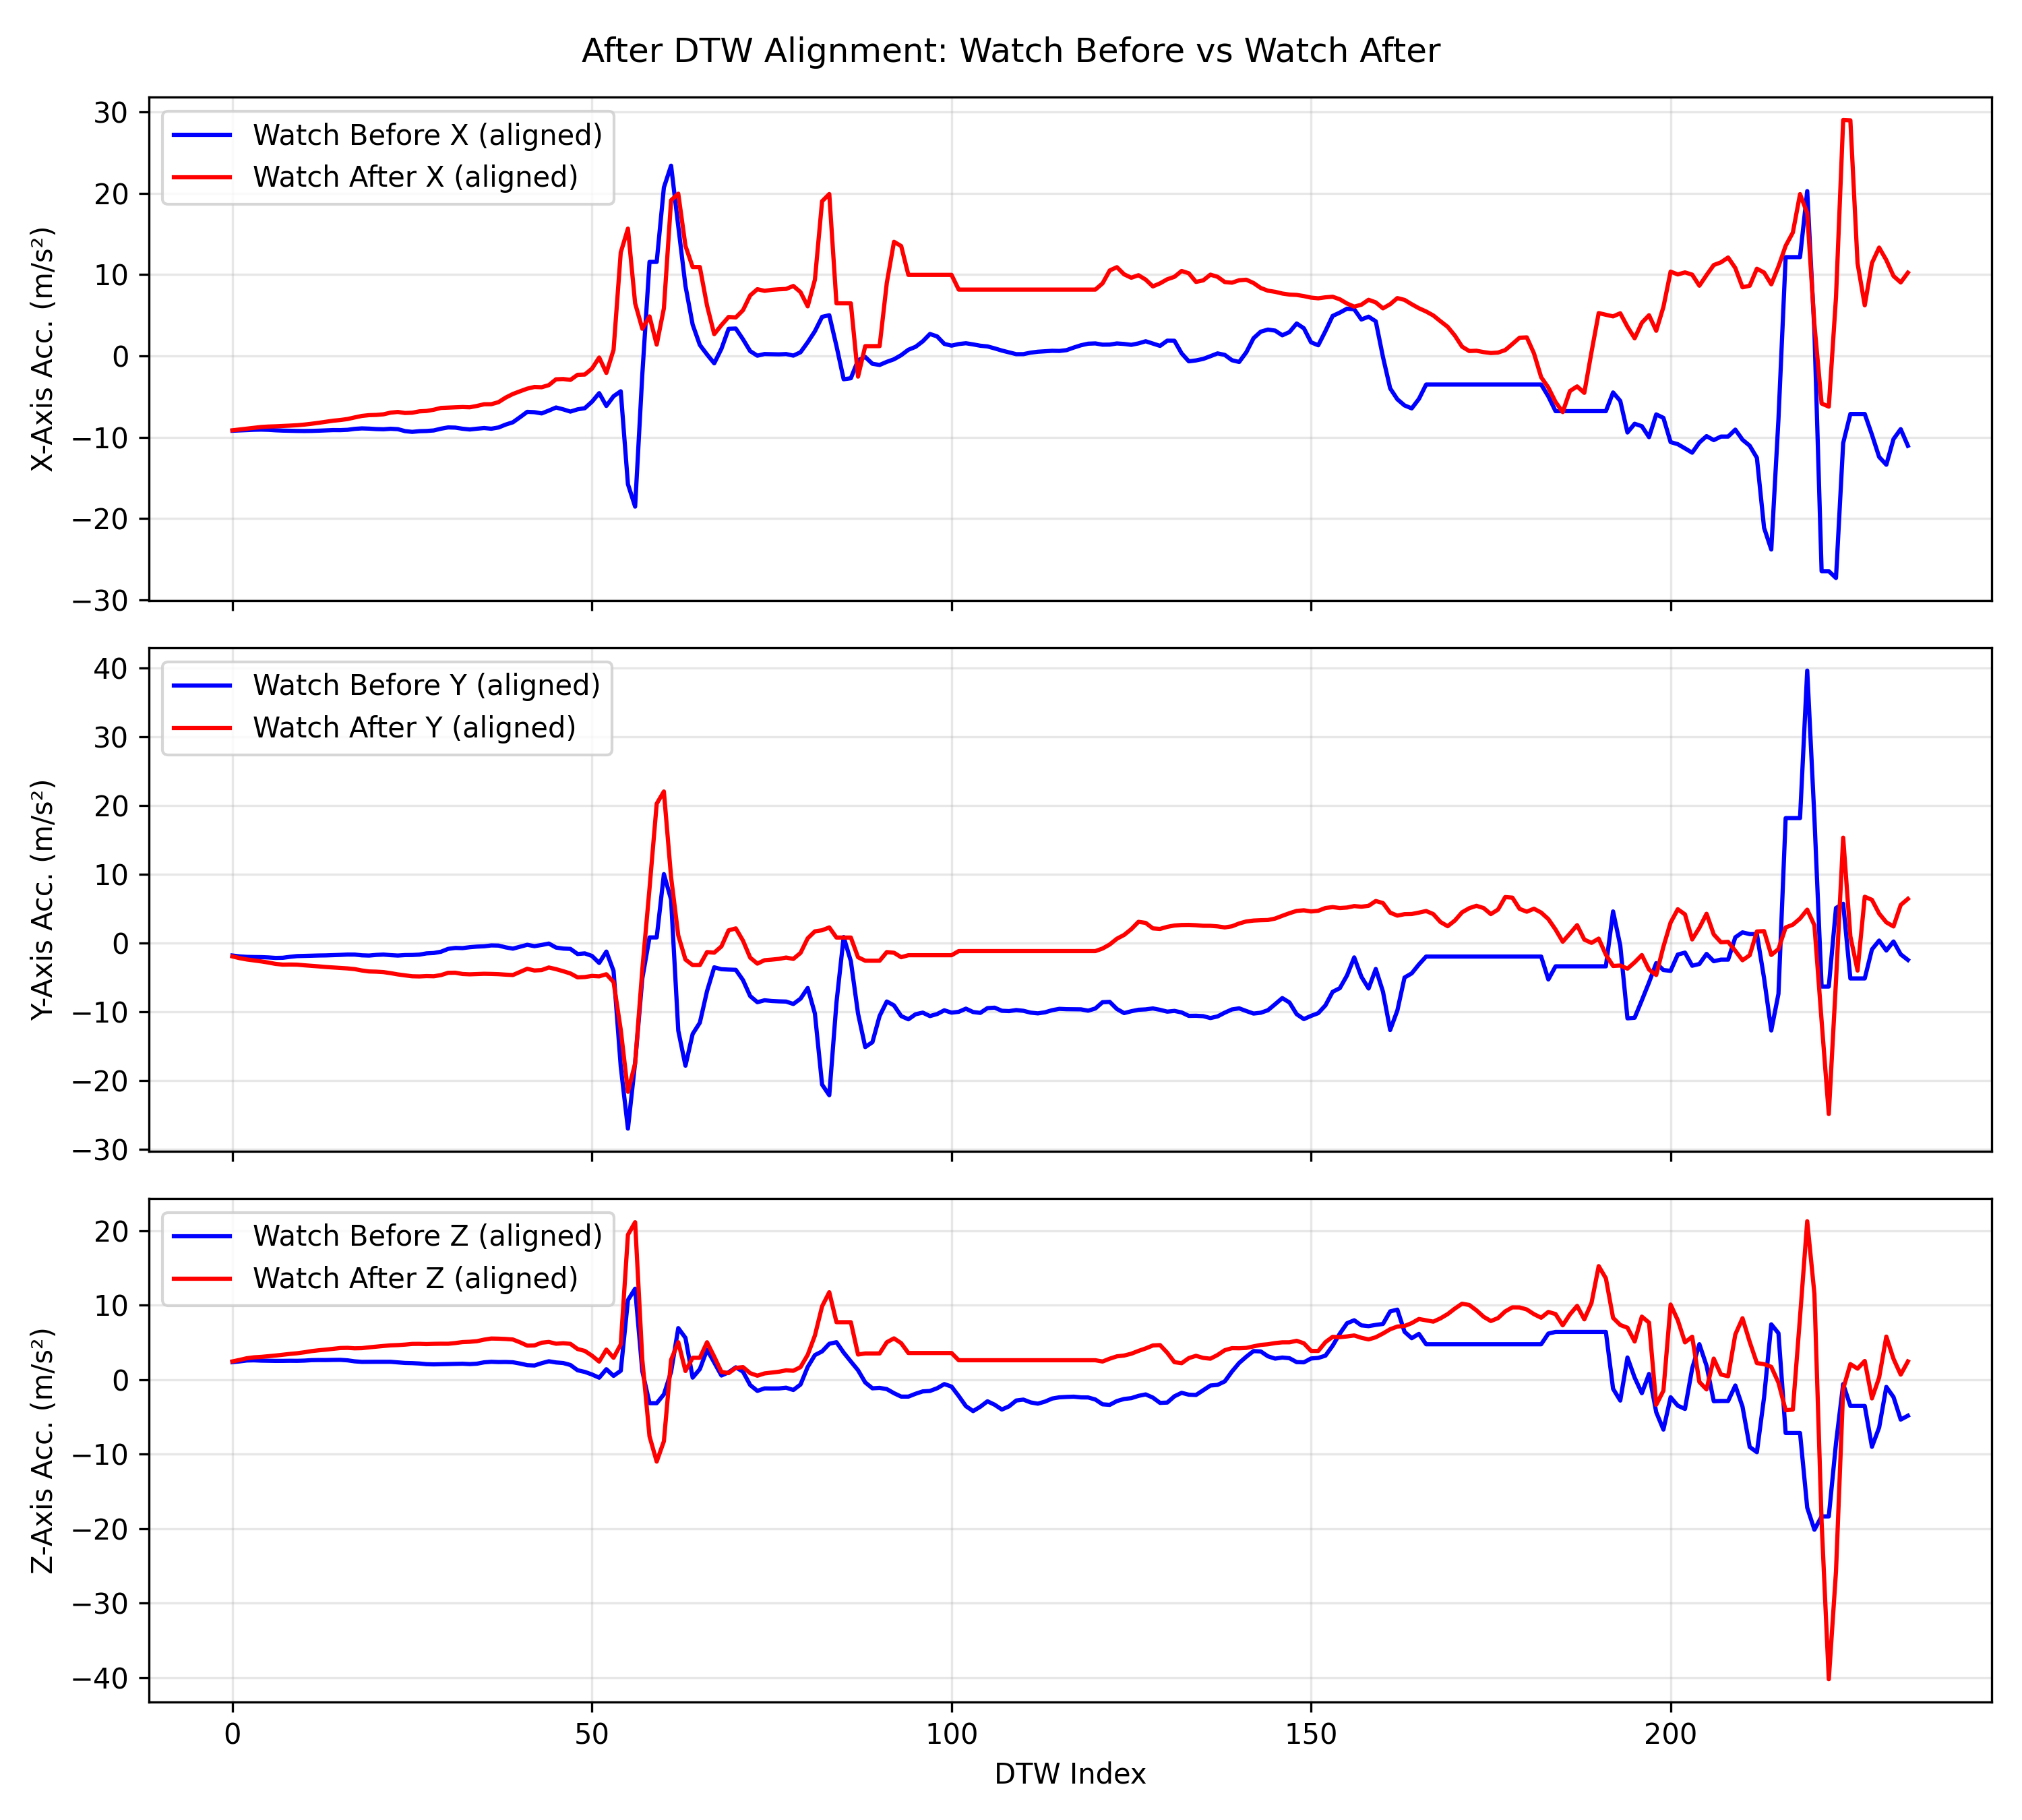 After DTW Alignment: Watch Before vs Watch After
30
20
10
0
−10
−20
−30
X-Axis Acc. (m/s²)
Watch Before X (aligned)
Watch After X (aligned)
40
30
20
10
0
−10
−20
−30
Y-Axis Acc. (m/s²)
Watch Before Y (aligned)
Watch After Y (aligned)
20
10
0
−10
−20
−30
−40
Z-Axis Acc. (m/s²)
Watch Before Z (aligned)
Watch After Z (aligned)
0 50 100 150 200
DTW Index